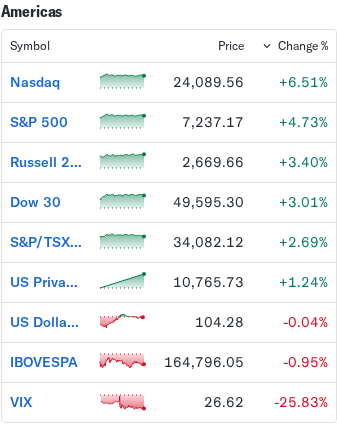 Americas
Symbol Price Change %
Nasdaq 24,089.56 +6.51%
S&P 500 7,237.17 +4.73%
Russell 2... 2,669.66 +3.40%
Dow 30 49,595.30 +3.01%
S&P/TSX... 34,082.12 +2.69%
US Priva... 10,765.73 +1.24%
US Dolla... 104.28 -0.04%
IBOVESPA 164,796.05 -0.95%
VIX 26.62 -25.83%